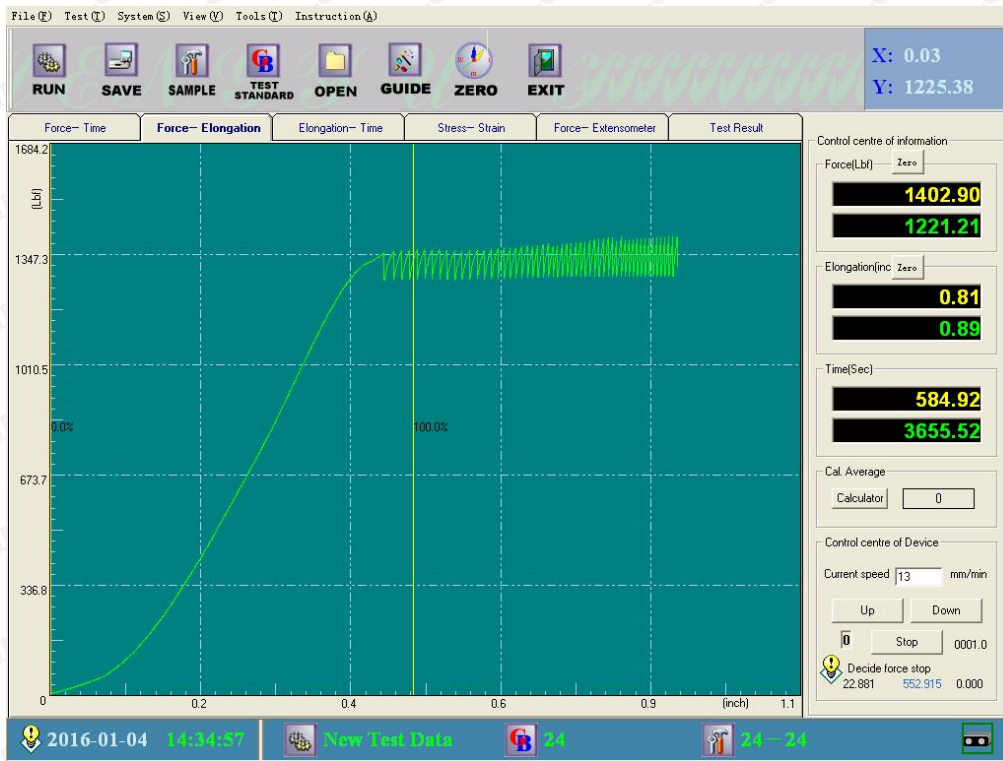 File(F) Test(T) System(S) View(V) Tools(T) Instruction(A)
RUN SAVE SAMPLE TEST STANDARD OPEN GUIDE ZERO EXIT
X: 0.03
Y: 1225.38
Force— Time Force— Elongation Elongation— Time Stress— Strain Force— Extensometer Test Result
1684.2
(Lbf)
1347.3
1010.5
0.0% 100.0%
673.7
336.8
0 0.2 0.4 0.6 0.9 (inch) 1.1
Control centre of information
Force(Lbf) Zero
1402.90
1221.21
Elongation(inc Zero
0.81
0.89
Time(Sec)
584.92
3655.52
Cal. Average
Calculator 0
Control centre of Device
Current speed 13 mm/min
Up Down
0 Stop 0001.0
Decide force stop
22.881 552.915 0.000
2016-01-04 14:34:57 New Test Data GB 24 24—24